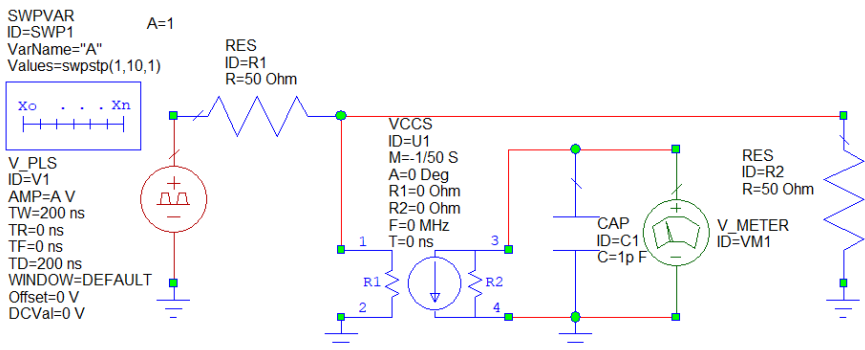 SWPVAR
ID=SWP1
VarName="A"
Values=swpstp(1,10,1)
A=1
Xo . . . Xn
RES
ID=R1
R=50 Ohm
V_PLS
ID=V1
AMP=A V
TW=200 ns
TR=0 ns
TF=0 ns
TD=200 ns
WINDOW=DEFAULT
Offset=0 V
DCVal=0 V
VCCS
ID=U1
M=-1/50 S
A=0 Deg
R1=0 Ohm
R2=0 Ohm
F=0 MHz
T=0 ns
1
3
R1
R2
2
4
CAP
ID=C1
C=1p F
V_METER
ID=VM1
RES
ID=R2
R=50 Ohm